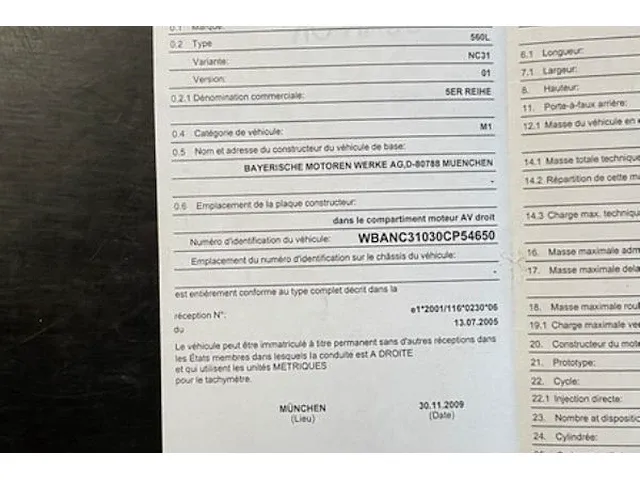 0.1 Marque:
0.2 Type 560L
Variante: NC31
Version: 01
0.2.1 Dénomination commerciale: 5ER REIHE
0.4 Catégorie de véhicule: M1
0.5 Nom et adresse du constructeur du véhicule de base:
BAYERISCHE MOTOREN WERKE AG,D-80788 MUENCHEN
-
0.6 Emplacement de la plaque constructeur:
dans le compartiment moteur AV droit
Numéro d'identification du véhicule: WBANC31030CP54650
Emplacement du numéro d'identification sur le châssis du véhicule:
-
est entièrement conforme au type complet décrit dans la
réception N°: e1*2001/116*0230*06
du 13.07.2005
Le véhicule peut être immatriculé à titre permanent sans d'autres réceptions dans
les États membres dans lesquels la conduite est A DROITE
et qui utilisent les unités METRIQUES
pour le tachymètre.
MÜNCHEN 30.11.2009
(Lieu) (Date)
6.1 Longueur:
7.1 Largeur:
8. Hauteur:
11. Porte-à-faux arrière:
12.1 Masse du véhicule en
14.1 Masse totale technique
14.2 Répartition de cette
14.3 Charge max. technique
16. Masse maximale
17. Masse maximale
18. Masse maximale
19.1 Charge maximale
20. Constructeur du
21. Prototype:
22. Cycle:
22.1 Injection directe:
23. Nombre et
24. Cylindrée: